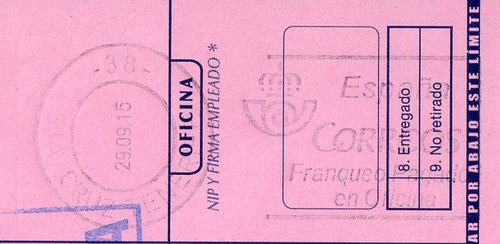 -38-
29.09.15
OFICINA
NIP Y FIRMA EMPLEADO *
España
CORREOS
Franqueo Pagado
en Oficina
8. Entregado
9. No retirado
AR POR ABAJO ESTE LÍMITE